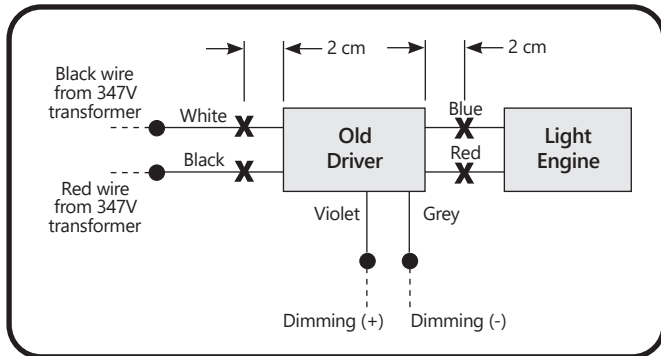 2 cm
2 cm
Black wire
from 347V
transformer
White
Black
Red wire
from 347V
transformer
X
X
Old
Driver
Blue
X
Red
X
Light
Engine
Violet
Grey
Dimming (+)
Dimming (-)